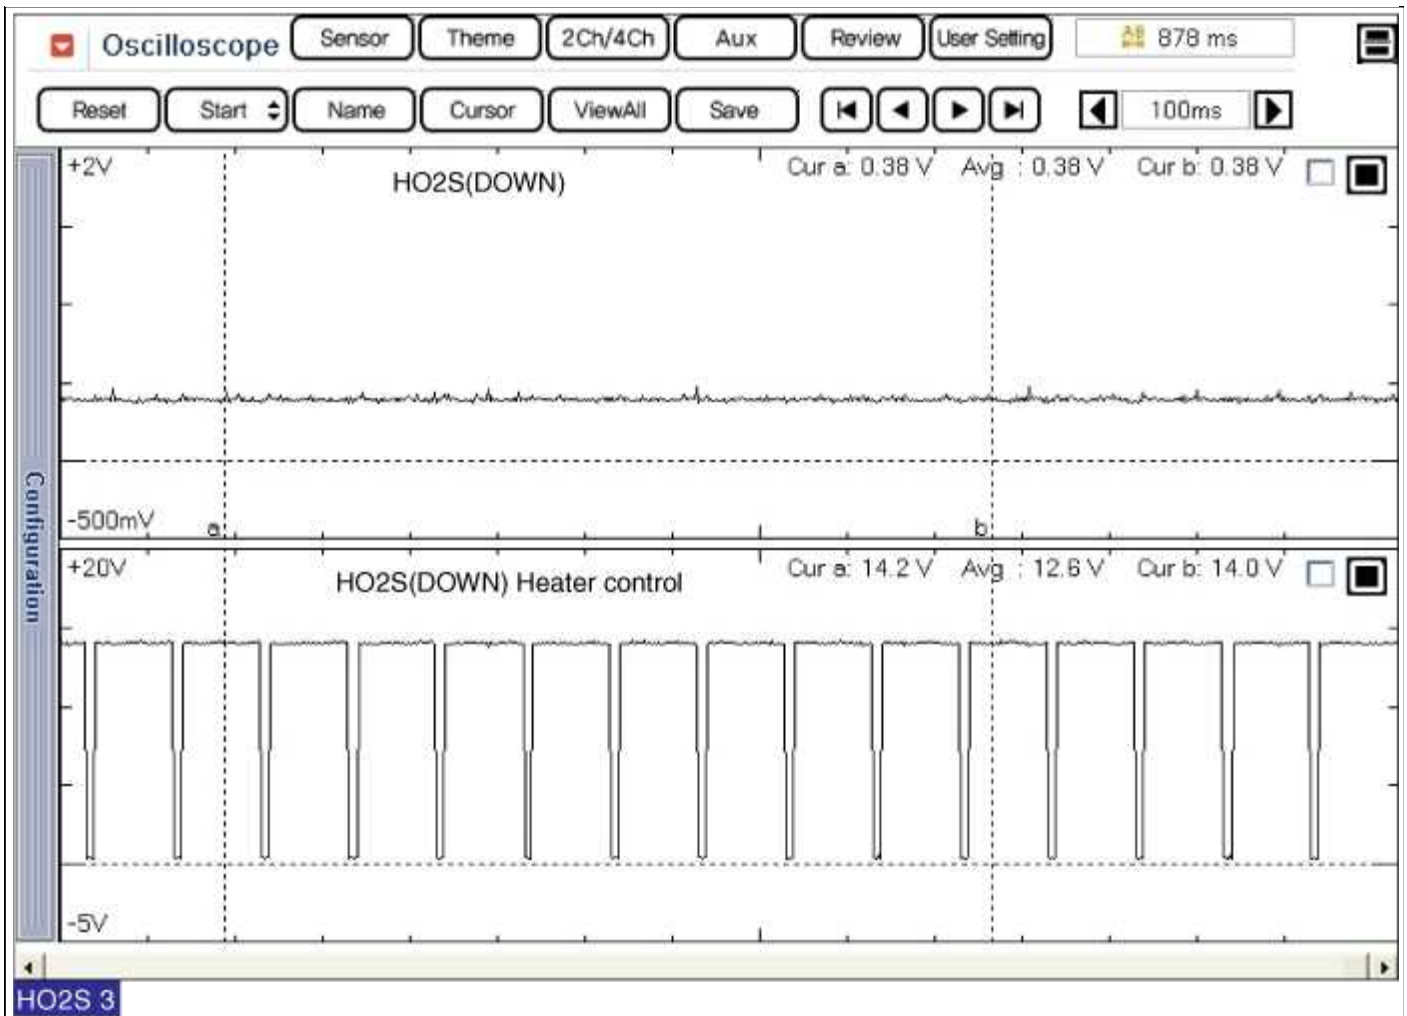 Oscilloscope Sensor Theme 2Ch/4Ch Aux Review User Setting AB 878 ms
Reset Start Name Cursor ViewAll Save 100ms
+2V HO2S(DOWN) Cur a: 0.38 V Avg : 0.38 V Cur b: 0.38 V
-500mV a b
Configuration
+20V HO2S(DOWN) Heater control Cur a: 14.2 V Avg : 12.6 V Cur b: 14.0 V
-5V
HO2S 3